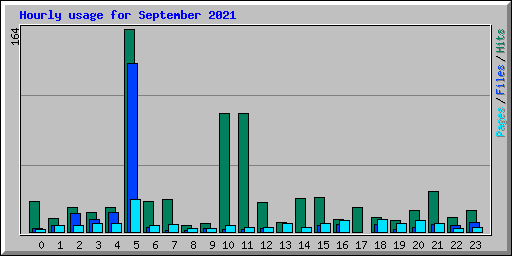 Hourly usage for September 2021
164
Pages/Files/Hits
0 1 2 3 4 5 6 7 8 9 10 11 12 13 14 15 16 17 18 19 20 21 22 23